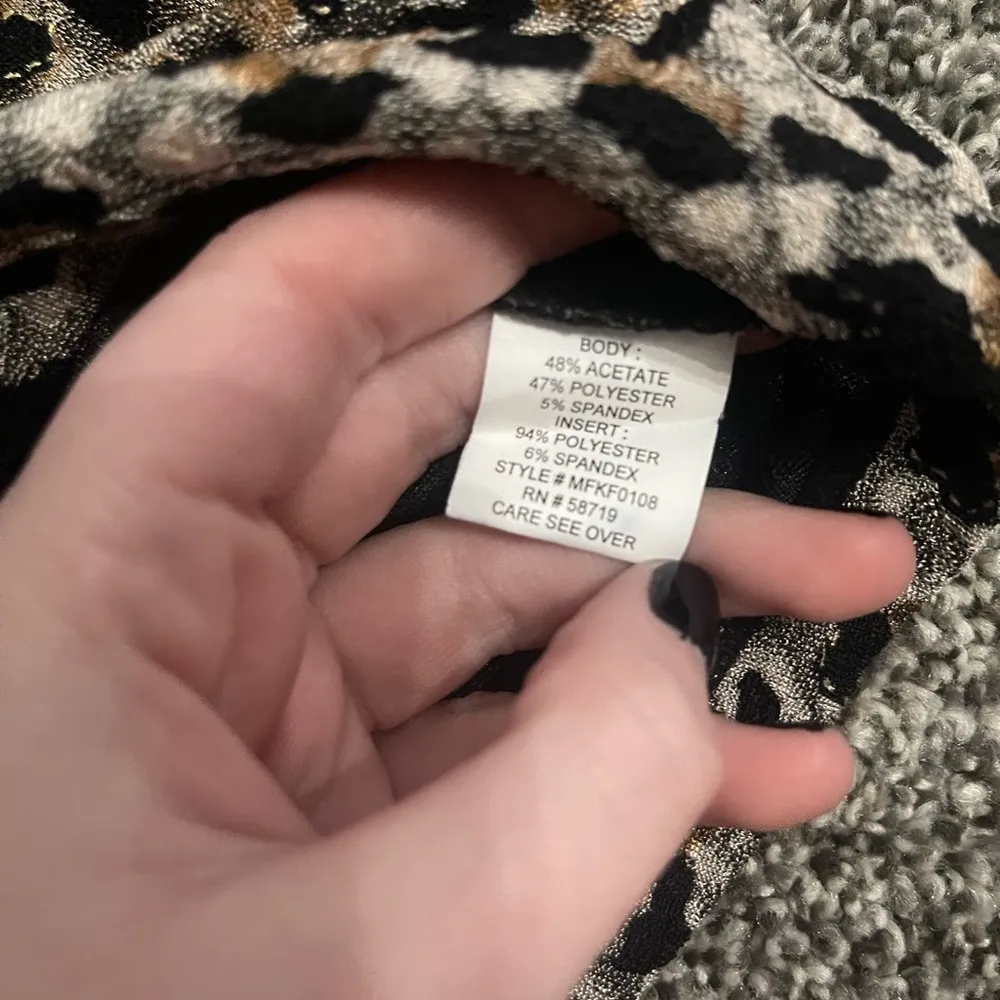 BODY :
48% ACETATE
47% POLYESTER
5% SPANDEX
INSERT :
94% POLYESTER
6% SPANDEX
STYLE # MFKF0108
RN # 58719
CARE SEE OVER